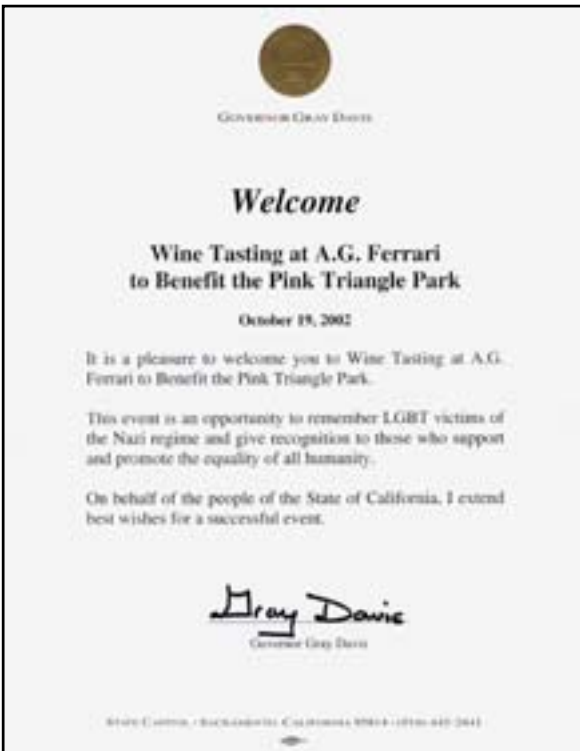 GOVERNOR GRAY DAVIS
Welcome
Wine Tasting at A.G. Ferrari
to Benefit the Pink Triangle Park
October 19, 2002
It is a pleasure to welcome you to Wine Tasting at A.G.
Ferrari to Benefit the Pink Triangle Park.
This event is an opportunity to remember LGBT victims of
the Nazi regime and give recognition to those who support
and promote the equality of all humanity.
On behalf of the people of the State of California, I extend
best wishes for a successful event.
Gray Davis
Governor Gray Davis
STATE CAPITOL • SACRAMENTO, CALIFORNIA 95814 • (916) 445-2841